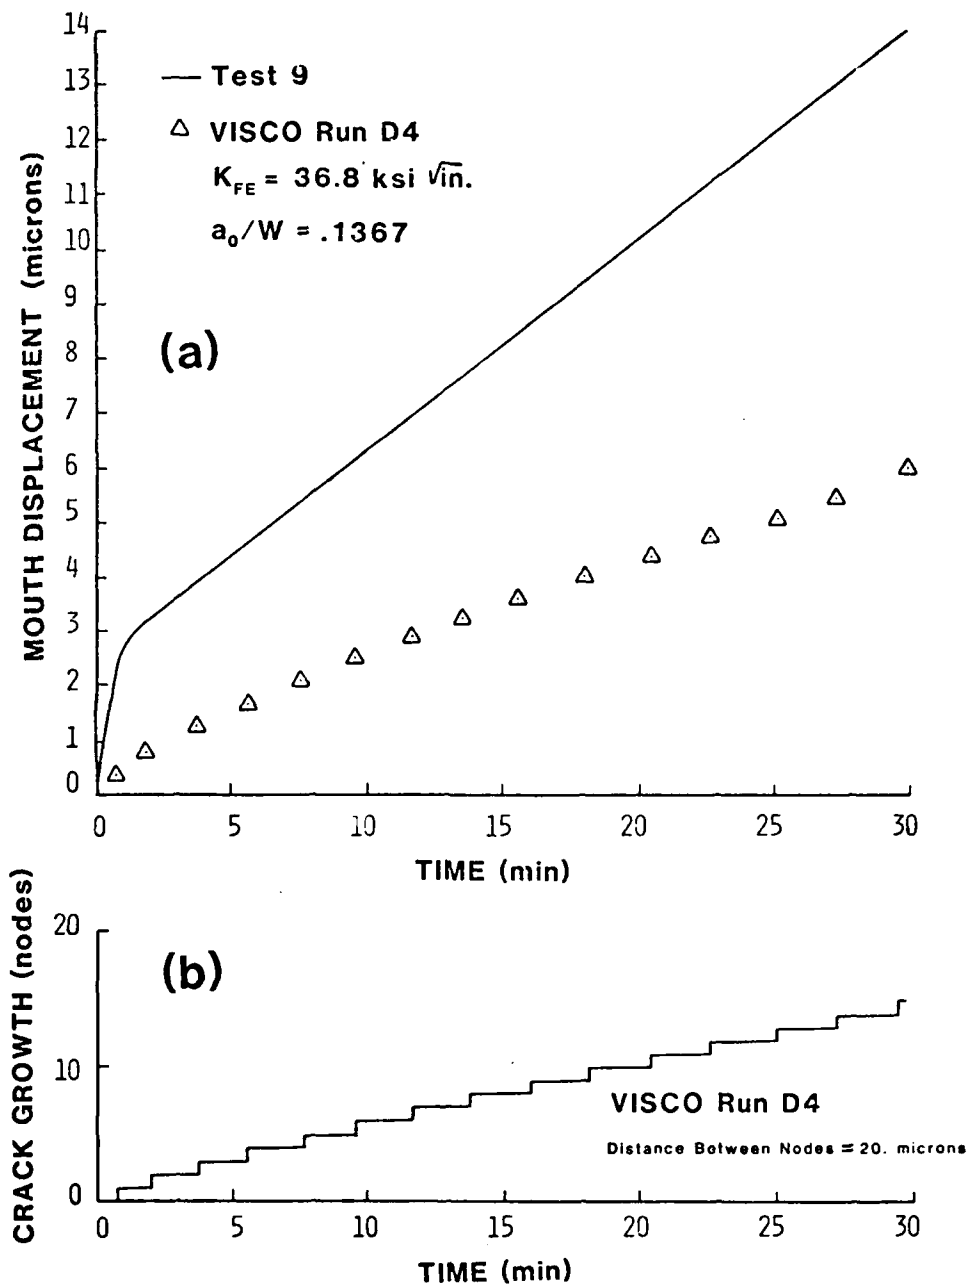 14
13
12
11
10
9
8
7
6
5
4
3
2
1
0
MOUTH DISPLACEMENT (microns)
— Test 9
△ VISCO Run D4
K_FE = 36.8 ksi √in.
a_0/W = .1367
(a)
0 5 10 15 20 25 30
TIME (min)
20
10
0
CRACK GROWTH (nodes)
(b)
VISCO Run D4
Distance Between Nodes = 20. microns
0 5 10 15 20 25 30
TIME (min)